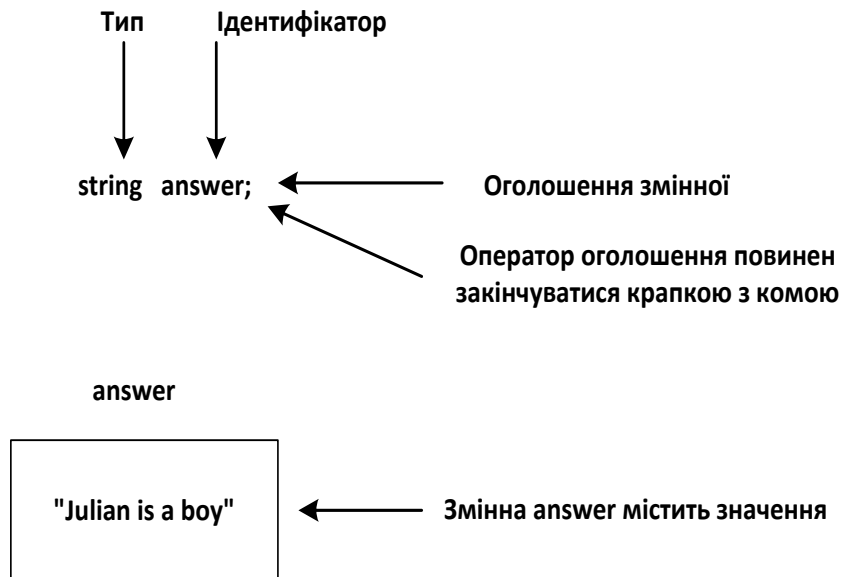 Тип Ідентифікатор
string answer; Оголошення змінної
Оператор оголошення повинен
закінчуватися крапкою з комою
answer
"Julian is a boy" Змінна answer містить значення